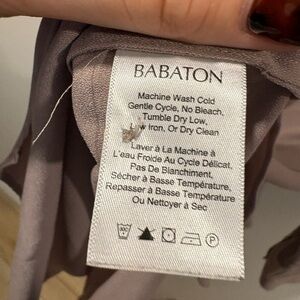 BABATON
Machine Wash Cold
Gentle Cycle, No Bleach,
Tumble Dry Low,
Iron. Or Dry Clean
Laver à La Machine à
L'eau Froide Au Cycle Délicat,
Pas De Blanchiment,
Sécher à Basse Température,
Repasser à Basse Température
Ou Nettoyer à Sec
P